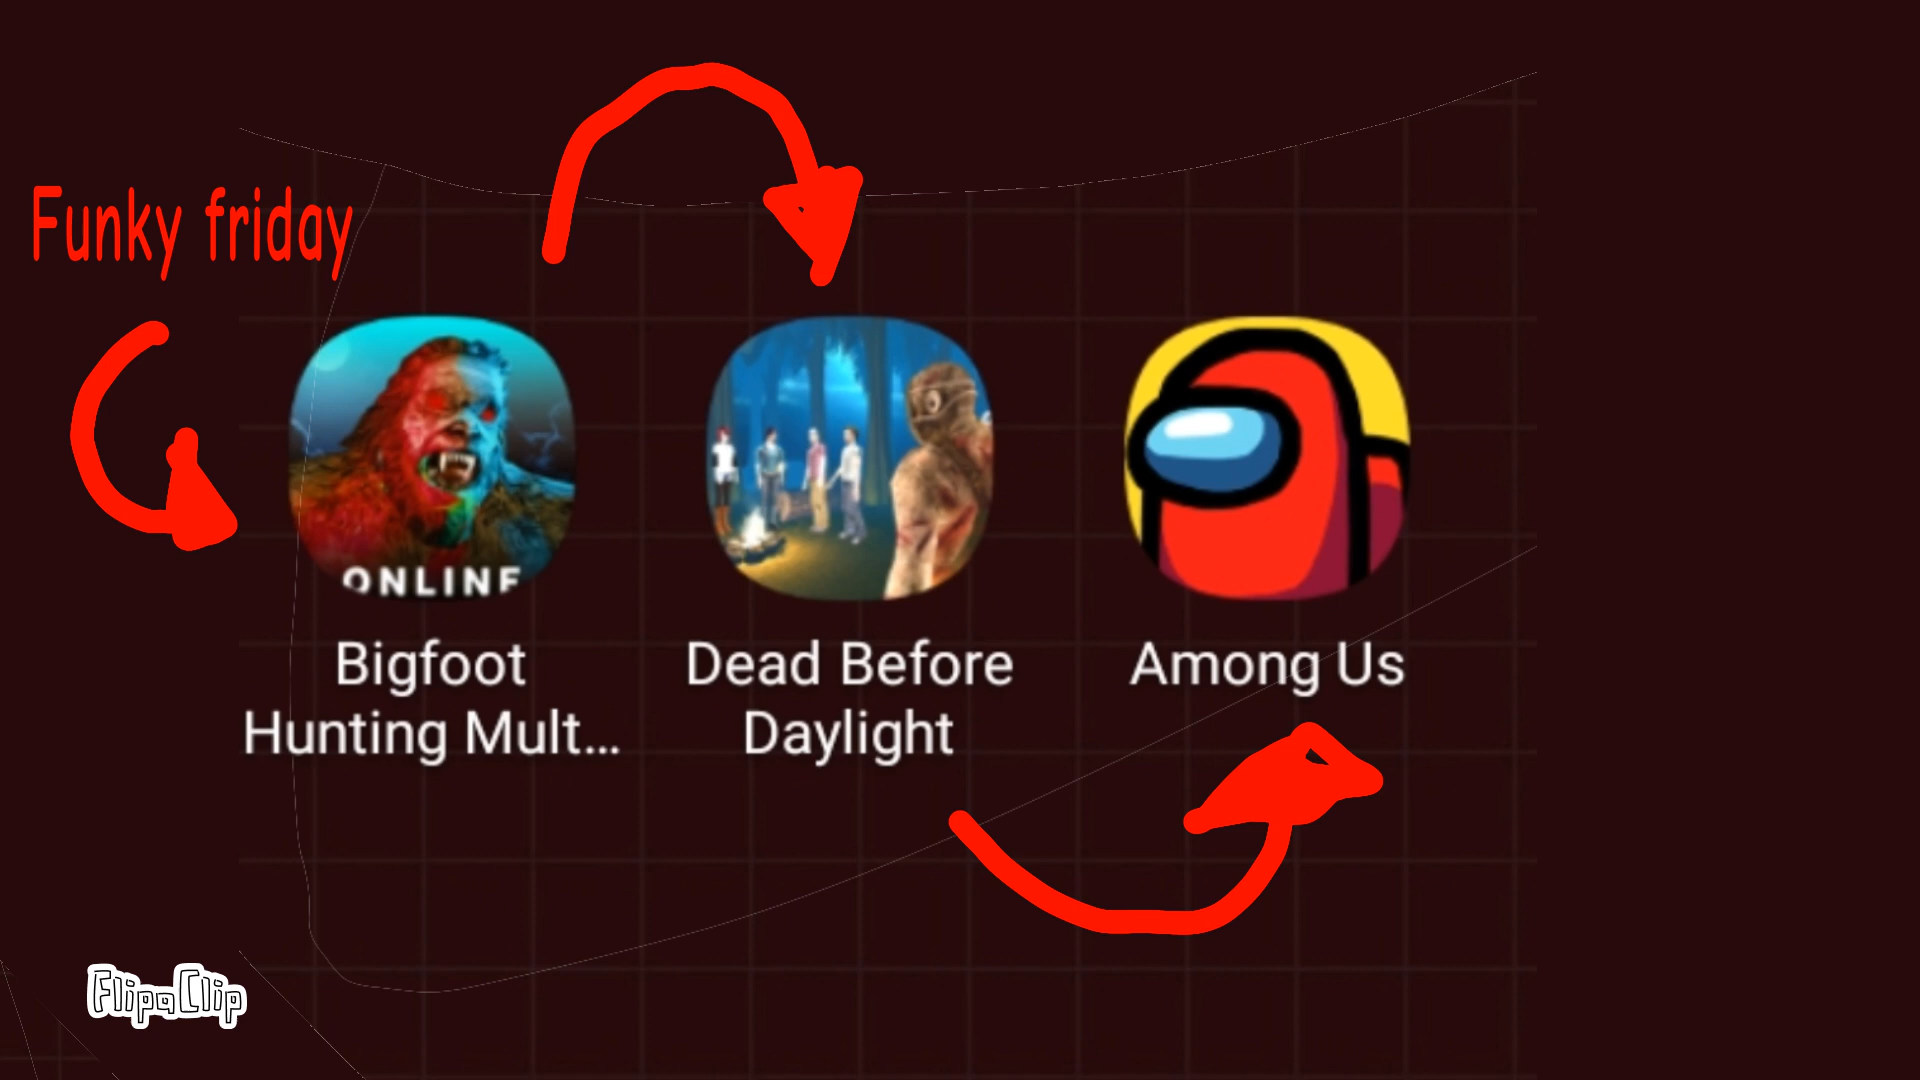 Funky friday
ONLINE
Bigfoot
Hunting Mult...
Dead Before
Daylight
Among Us
FlipaClip